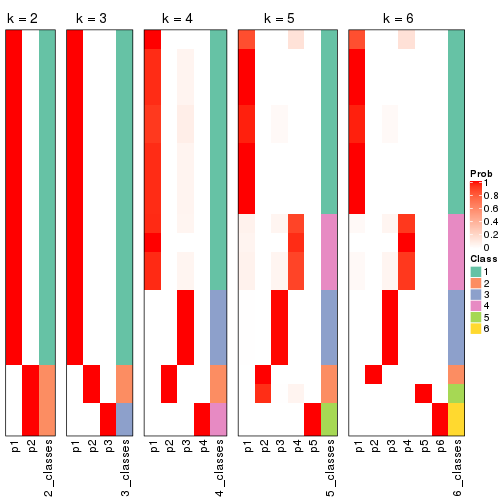 k = 2
k = 3
k = 4
k = 5
k = 6
Prob
1
0.8
0.6
0.4
0.2
0
Class
1
2
3
4
5
6
p1
p2
2_classes
p1
p2
p3
3_classes
p1
p2
p3
p4
4_classes
p1
p2
p3
p4
p5
5_classes
p1
p2
p3
p4
p5
p6
6_classes